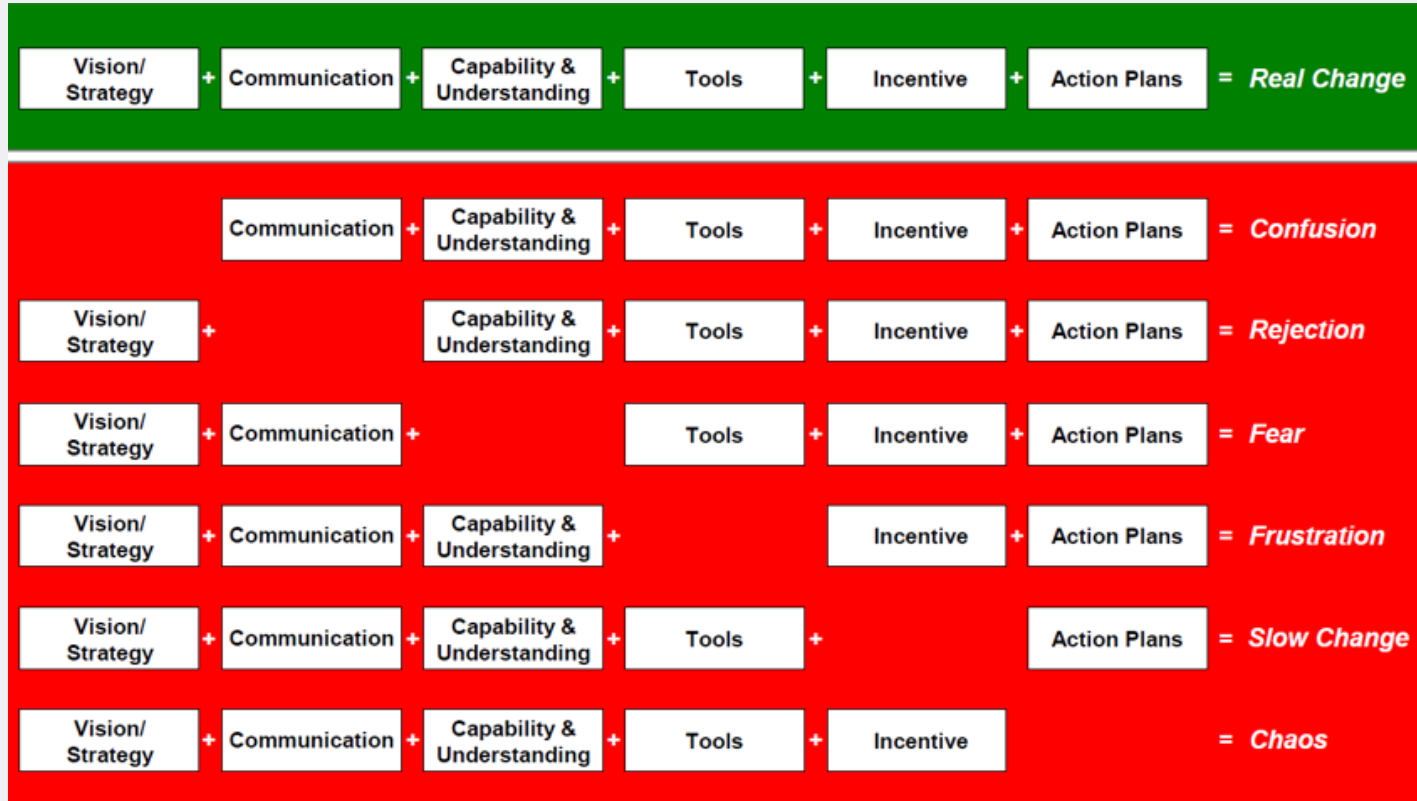 Vision/ Strategy + Communication + Capability & Understanding + Tools + Incentive + Action Plans = Real Change
Communication + Capability & Understanding + Tools + Incentive + Action Plans = Confusion
Vision/ Strategy + Capability & Understanding + Tools + Incentive + Action Plans = Rejection
Vision/ Strategy + Communication + Tools + Incentive + Action Plans = Fear
Vision/ Strategy + Communication + Capability & Understanding + Incentive + Action Plans = Frustration
Vision/ Strategy + Communication + Capability & Understanding + Tools + Action Plans = Slow Change
Vision/ Strategy + Communication + Capability & Understanding + Tools + Incentive = Chaos